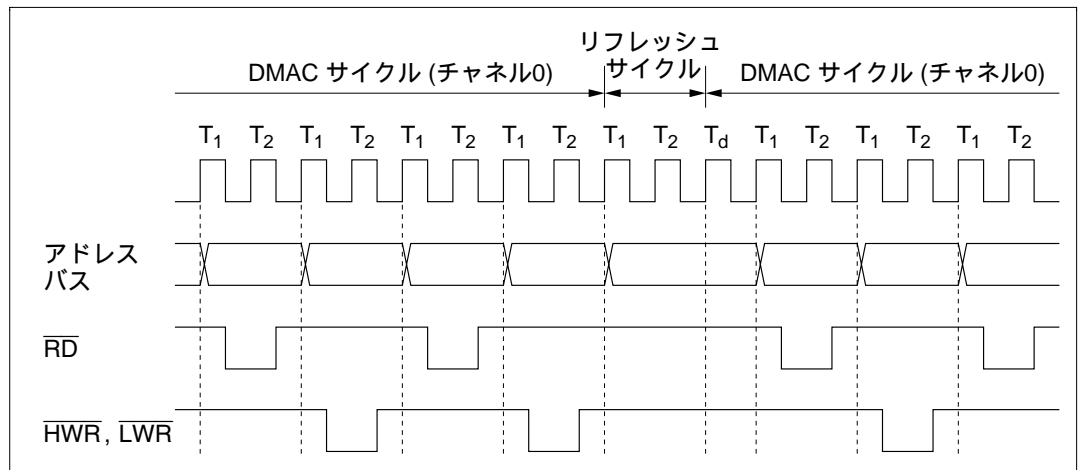 リフレッシュ
サイクル
DMAC サイクル (チャネル0)
DMAC サイクル (チャネル0)
T1 T2 T1 T2 T1 T2 T1 T2 T1 T2 Td T1 T2 T1 T2 T1 T2
アドレス
バス
RD
HWR, LWR